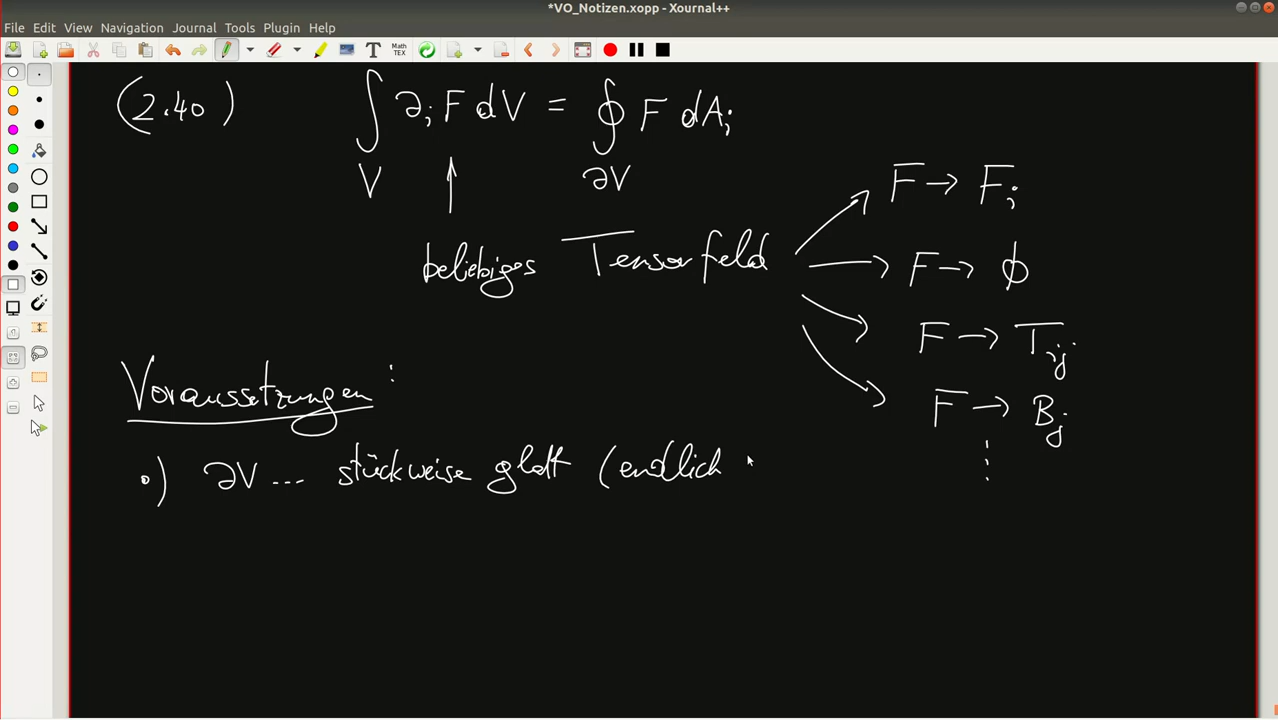 *VO_Notizen.xopp - Xournal++
File Edit View Navigation Journal Tools Plugin Help
(2.40) ∫ ∂ᵢ F dV = ∮ F dAᵢ
V ∂V
F → Fᵢ
beliebiges Tensorfeld F → ϕ
F → Tᵢⱼ
Voraussetzungen:
F → Bⱼ
⋮
•) ∂V ... stückweise glatt (endlich